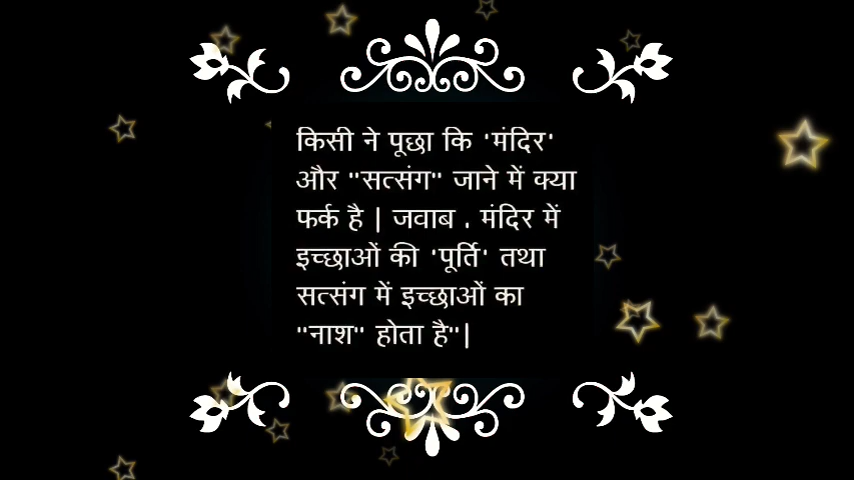 किसी ने पूछा कि 'मंदिर'
और "सत्संग" जाने में क्या
फर्क है | जवाब . मंदिर में
इच्छाओं की 'पूर्ति' तथा
सत्संग में इच्छाओं का
"नाश" होता है"|